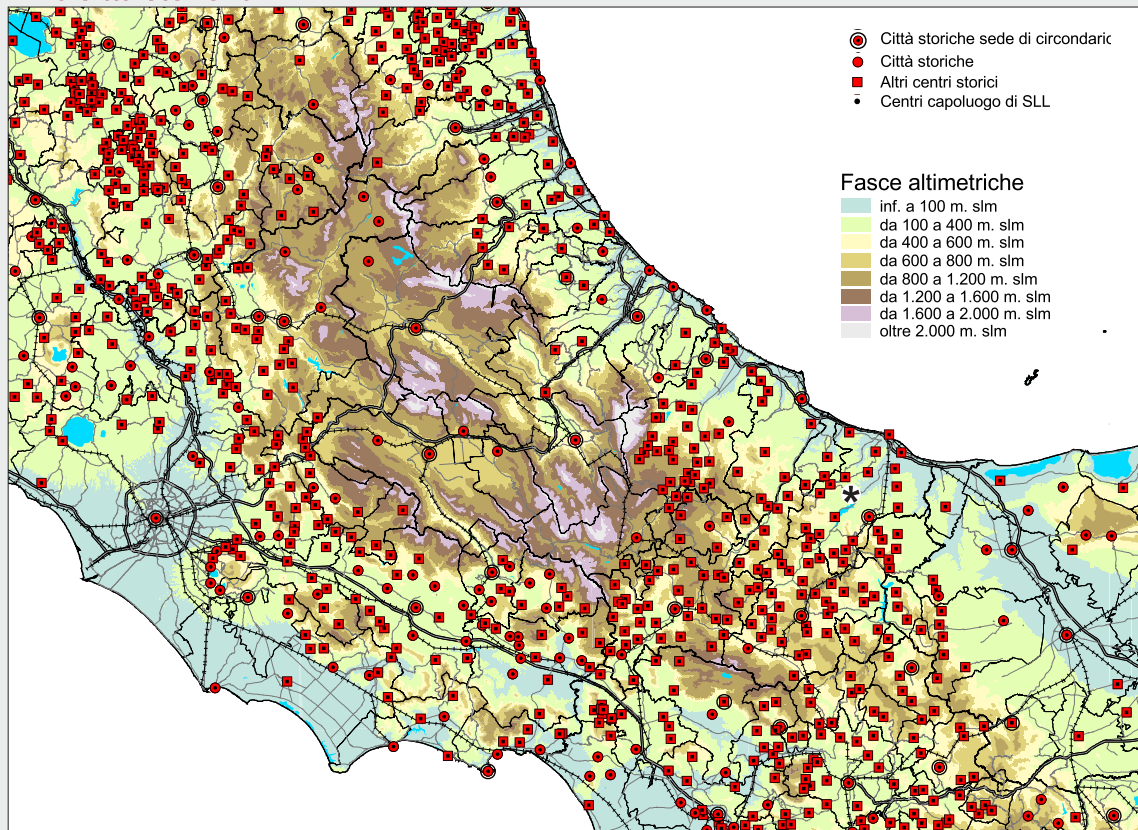 Città storiche sede di circondaric
Città storiche
Altri centri storici
Centri capoluogo di SLL
Fasce altimetriche
inf. a 100 m. slm
da 100 a 400 m. slm
da 400 a 600 m. slm
da 600 a 800 m. slm
da 800 a 1.200 m. slm
da 1.200 a 1.600 m. slm
da 1.600 a 2.000 m. slm
oltre 2.000 m. slm
*